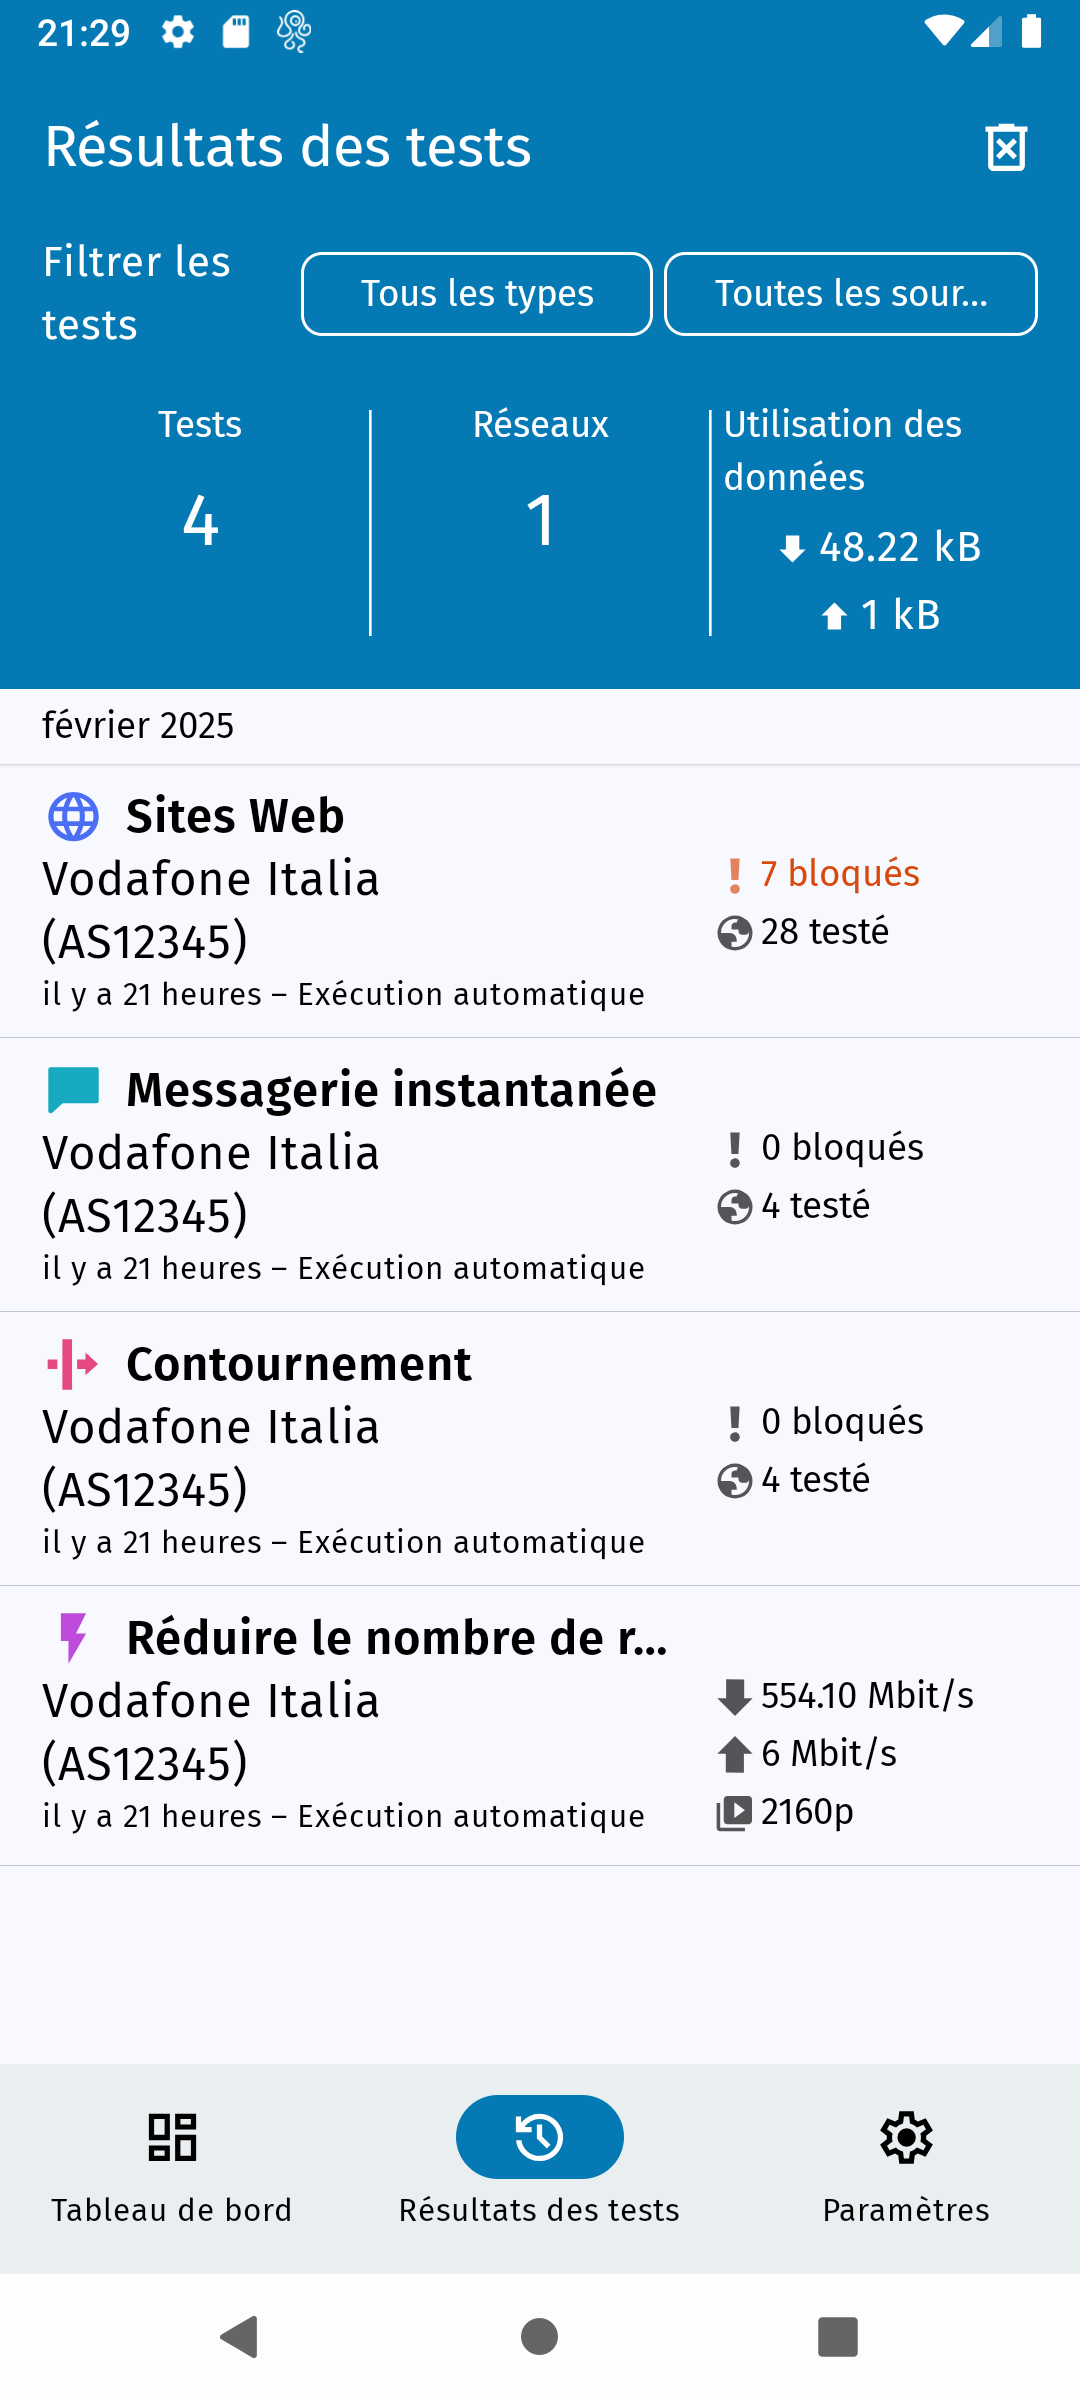 21:29
Résultats des tests
Filtrer les
tests
Tous les types
Toutes les sour...
Tests
4
Réseaux
1
Utilisation des
données
48.22 kB
1 kB
février 2025
Sites Web
Vodafone Italia
(AS12345)
il y a 21 heures – Exécution automatique
7 bloqués
28 testé
Messagerie instantanée
Vodafone Italia
(AS12345)
il y a 21 heures – Exécution automatique
0 bloqués
4 testé
Contournement
Vodafone Italia
(AS12345)
il y a 21 heures – Exécution automatique
0 bloqués
4 testé
Réduire le nombre de r...
Vodafone Italia
(AS12345)
il y a 21 heures – Exécution automatique
554.10 Mbit/s
6 Mbit/s
2160p
Tableau de bord
Résultats des tests
Paramètres